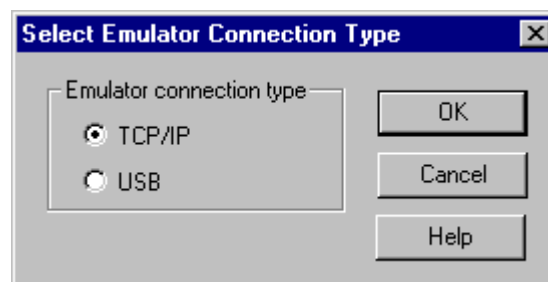 Select Emulator Connection Type
Emulator connection type
TCP/IP
USB
OK
Cancel
Help